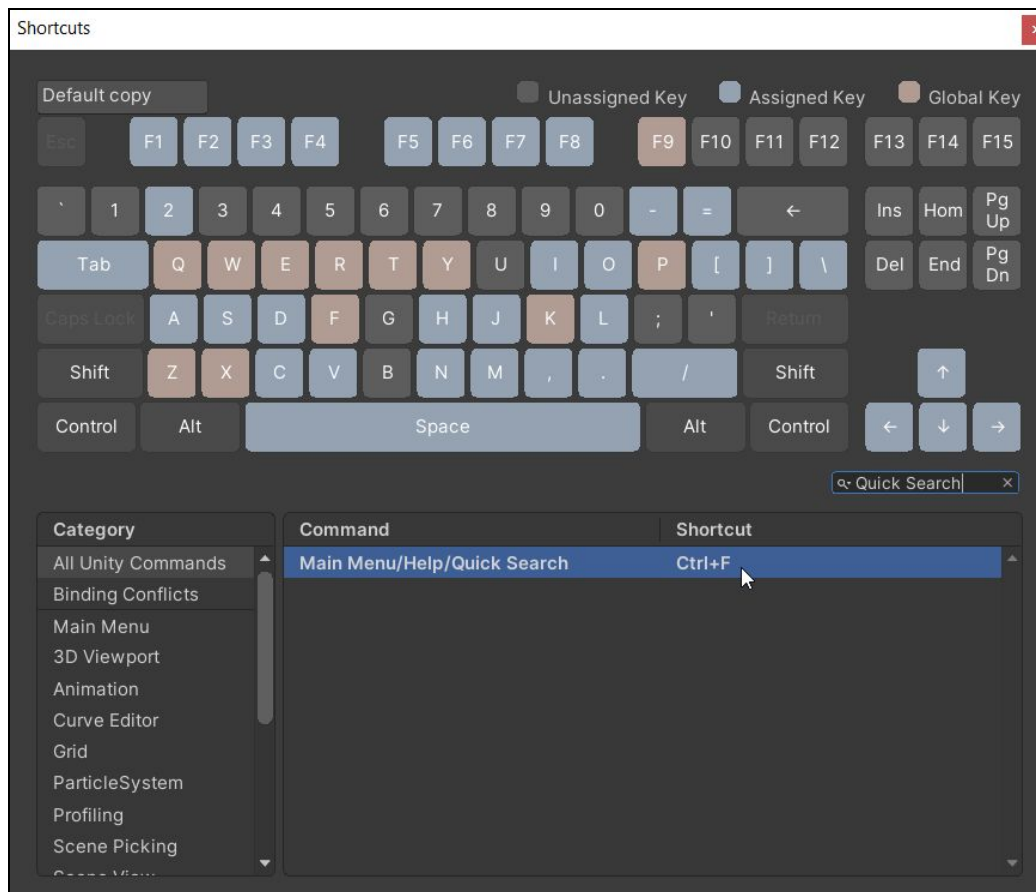 Shortcuts
x
Default copy
Unassigned Key Assigned Key Global Key
Esc F1 F2 F3 F4 F5 F6 F7 F8 F9 F10 F11 F12 F13 F14 F15
` 1 2 3 4 5 6 7 8 9 0 - = ← Ins Hom Pg Up
Tab Q W E R T Y U I O P [ ] \ Del End Pg Dn
Caps Lock A S D F G H J K L ; ' Return
Shift Z X C V B N M , . / Shift ↑
Control Alt Space Alt Control ← ↓ →
Quick Search ×
Category Command Shortcut
All Unity Commands Main Menu/Help/Quick Search Ctrl+F
Binding Conflicts
Main Menu
3D Viewport
Animation
Curve Editor
Grid
ParticleSystem
Profiling
Scene Picking
Scene View